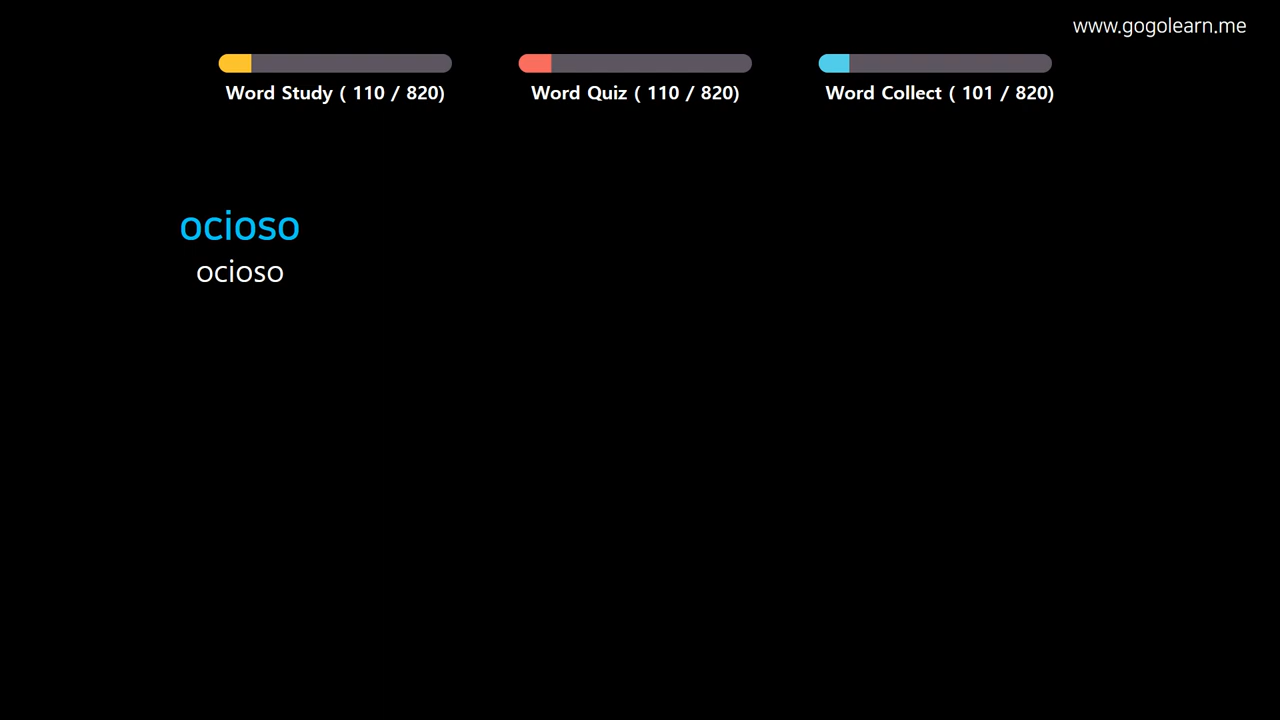 www.gogolearn.me
Word Study ( 110 / 820)
Word Quiz ( 110 / 820)
Word Collect ( 101 / 820)
ocioso
ocioso